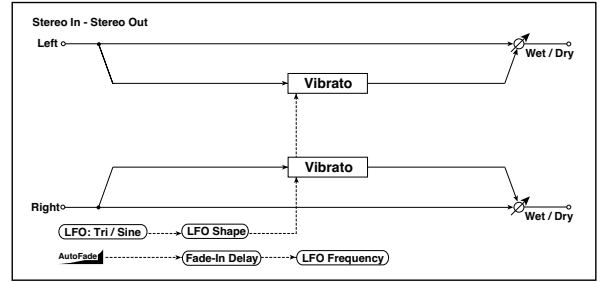 Stereo In - Stereo Out
Left
Wet / Dry
Vibrato
Vibrato
Right
Wet / Dry
LFO: Tri / Sine
LFO Shape
AutoFade
Fade-In Delay
LFO Frequency